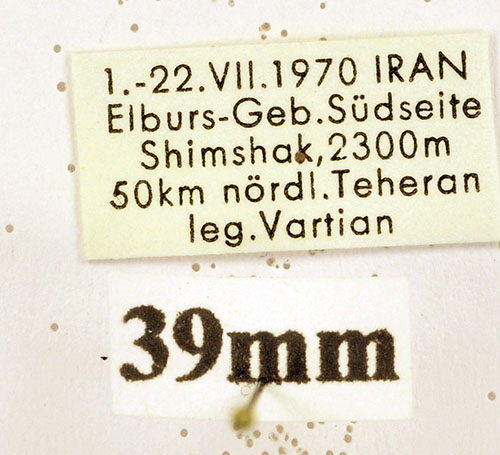 1.-22.VII.1970 IRAN
Elburs-Geb.Südseite
Shimshak,2300m
50km nördl.Teheran
leg.Vartian
39mm